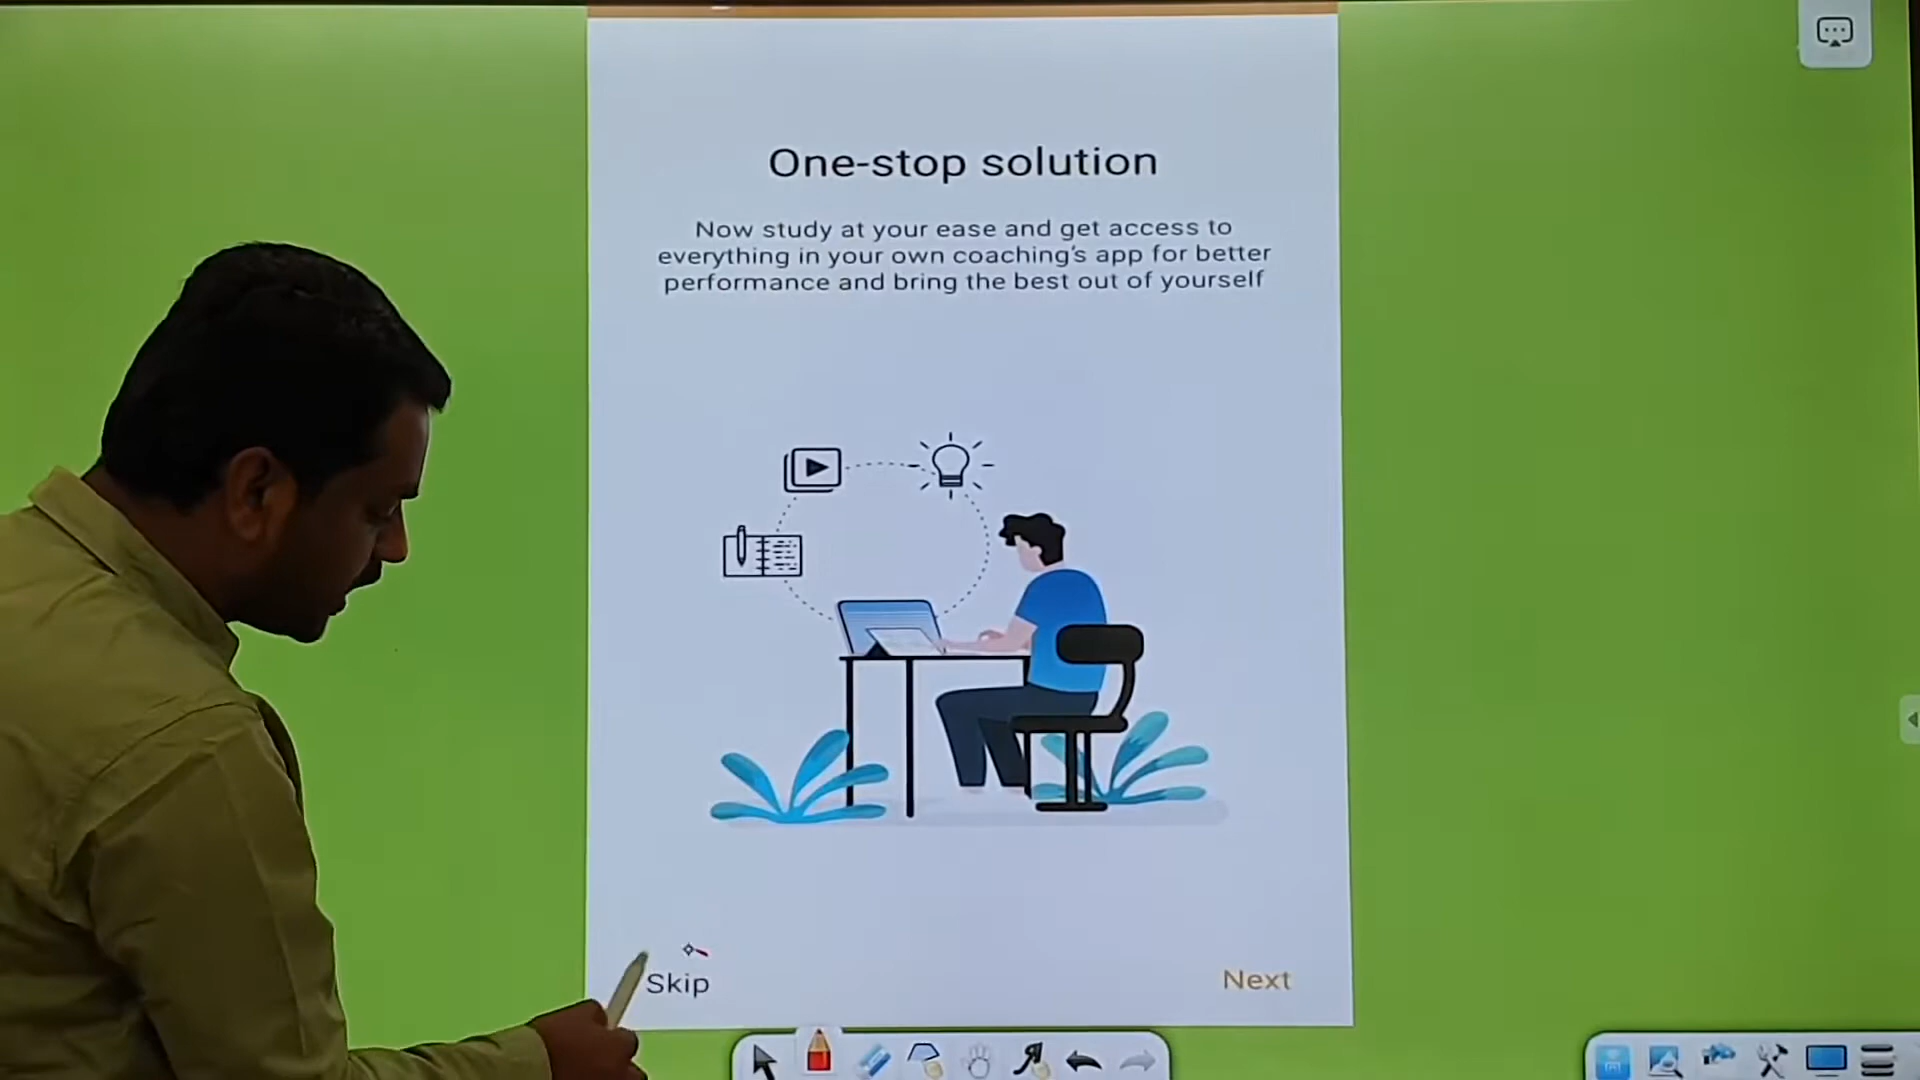 One-stop solution
Now study at your ease and get access to
everything in your own coaching's app for better
performance and bring the best out of yourself
Skip
Next